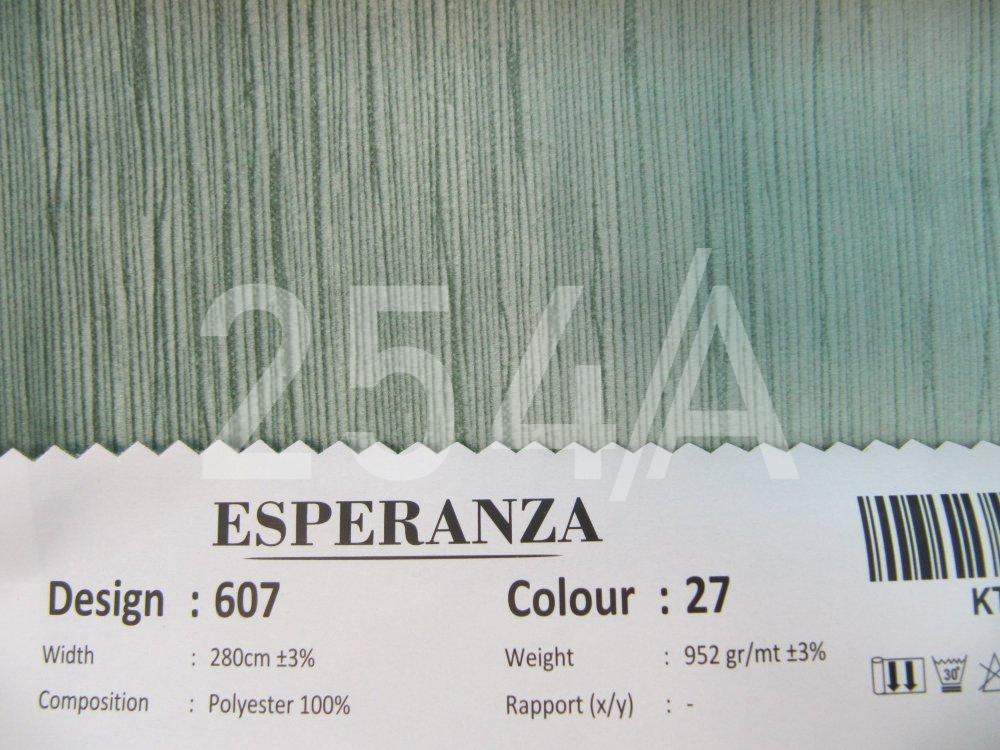 254//A
ESPERANZA
Design : 607
Colour : 27
KT
Width : 280cm ±3%
Weight : 952 gr/mt ±3%
30°
Composition : Polyester 100%
Rapport (x/y) : -